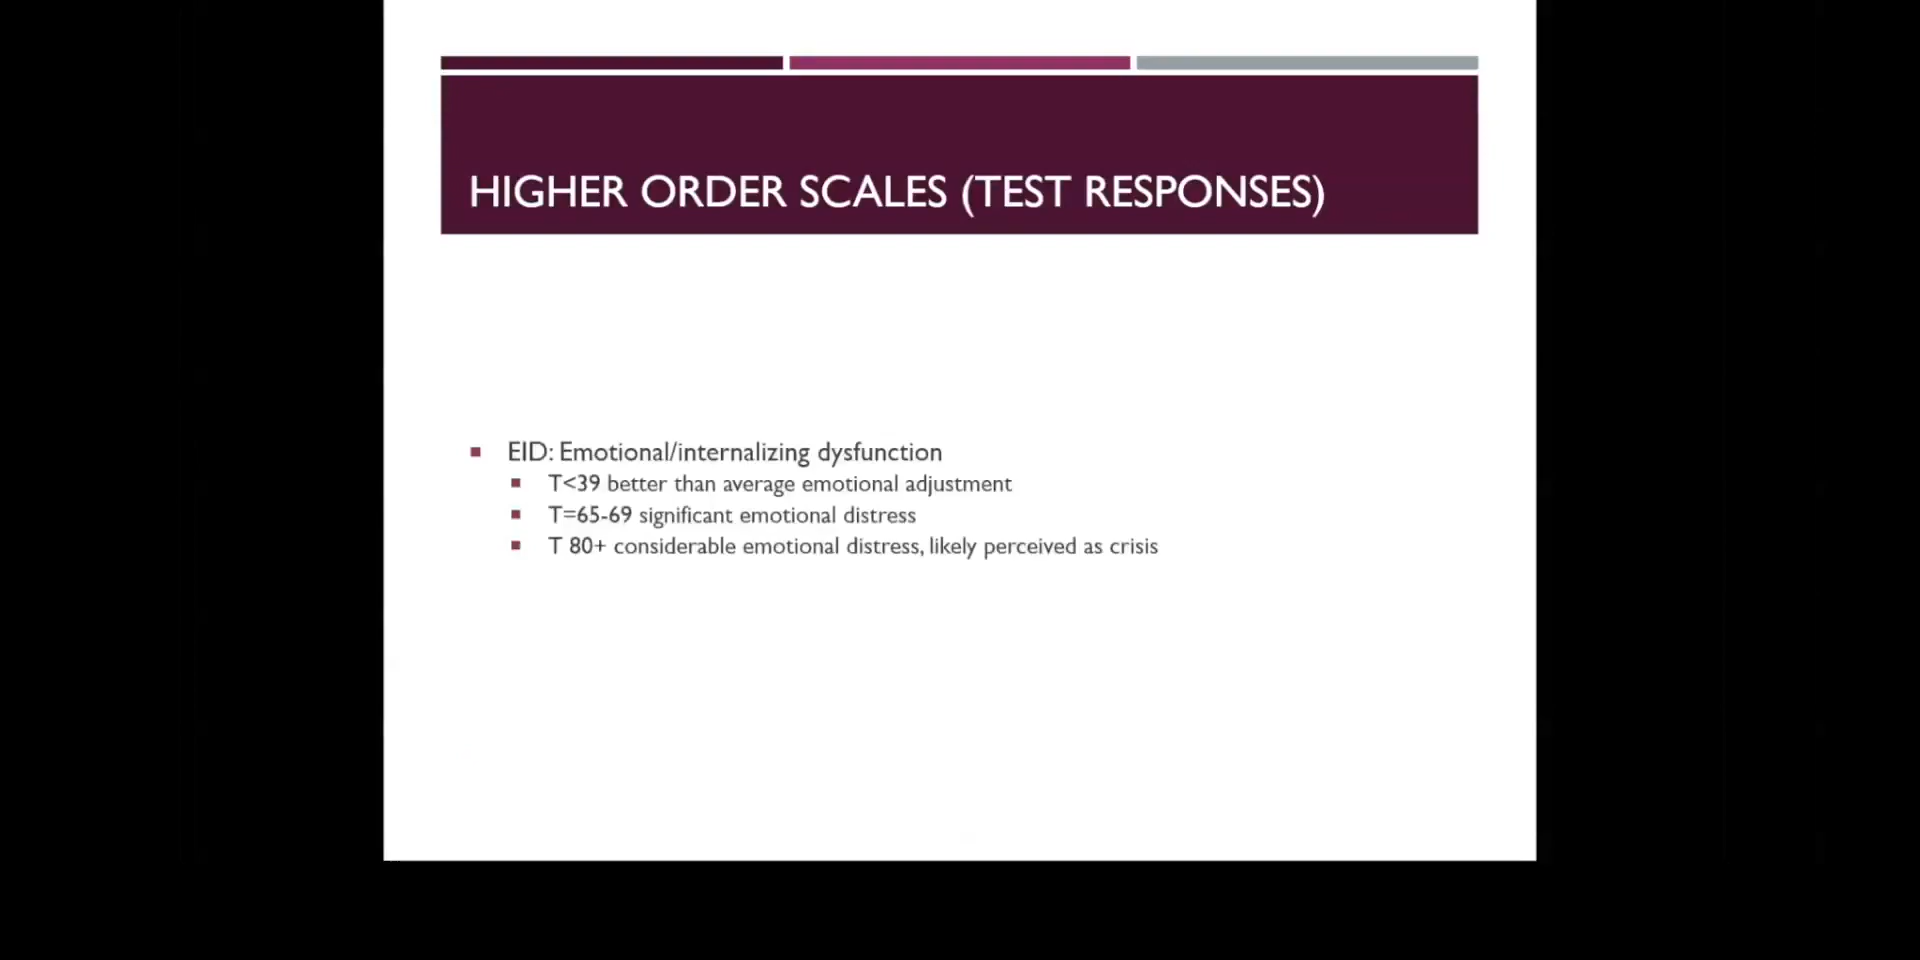 HIGHER ORDER SCALES (TEST RESPONSES)
EID: Emotional/internalizing dysfunction
T<39 better than average emotional adjustment
T=65-69 significant emotional distress
T 80+ considerable emotional distress, likely perceived as crisis